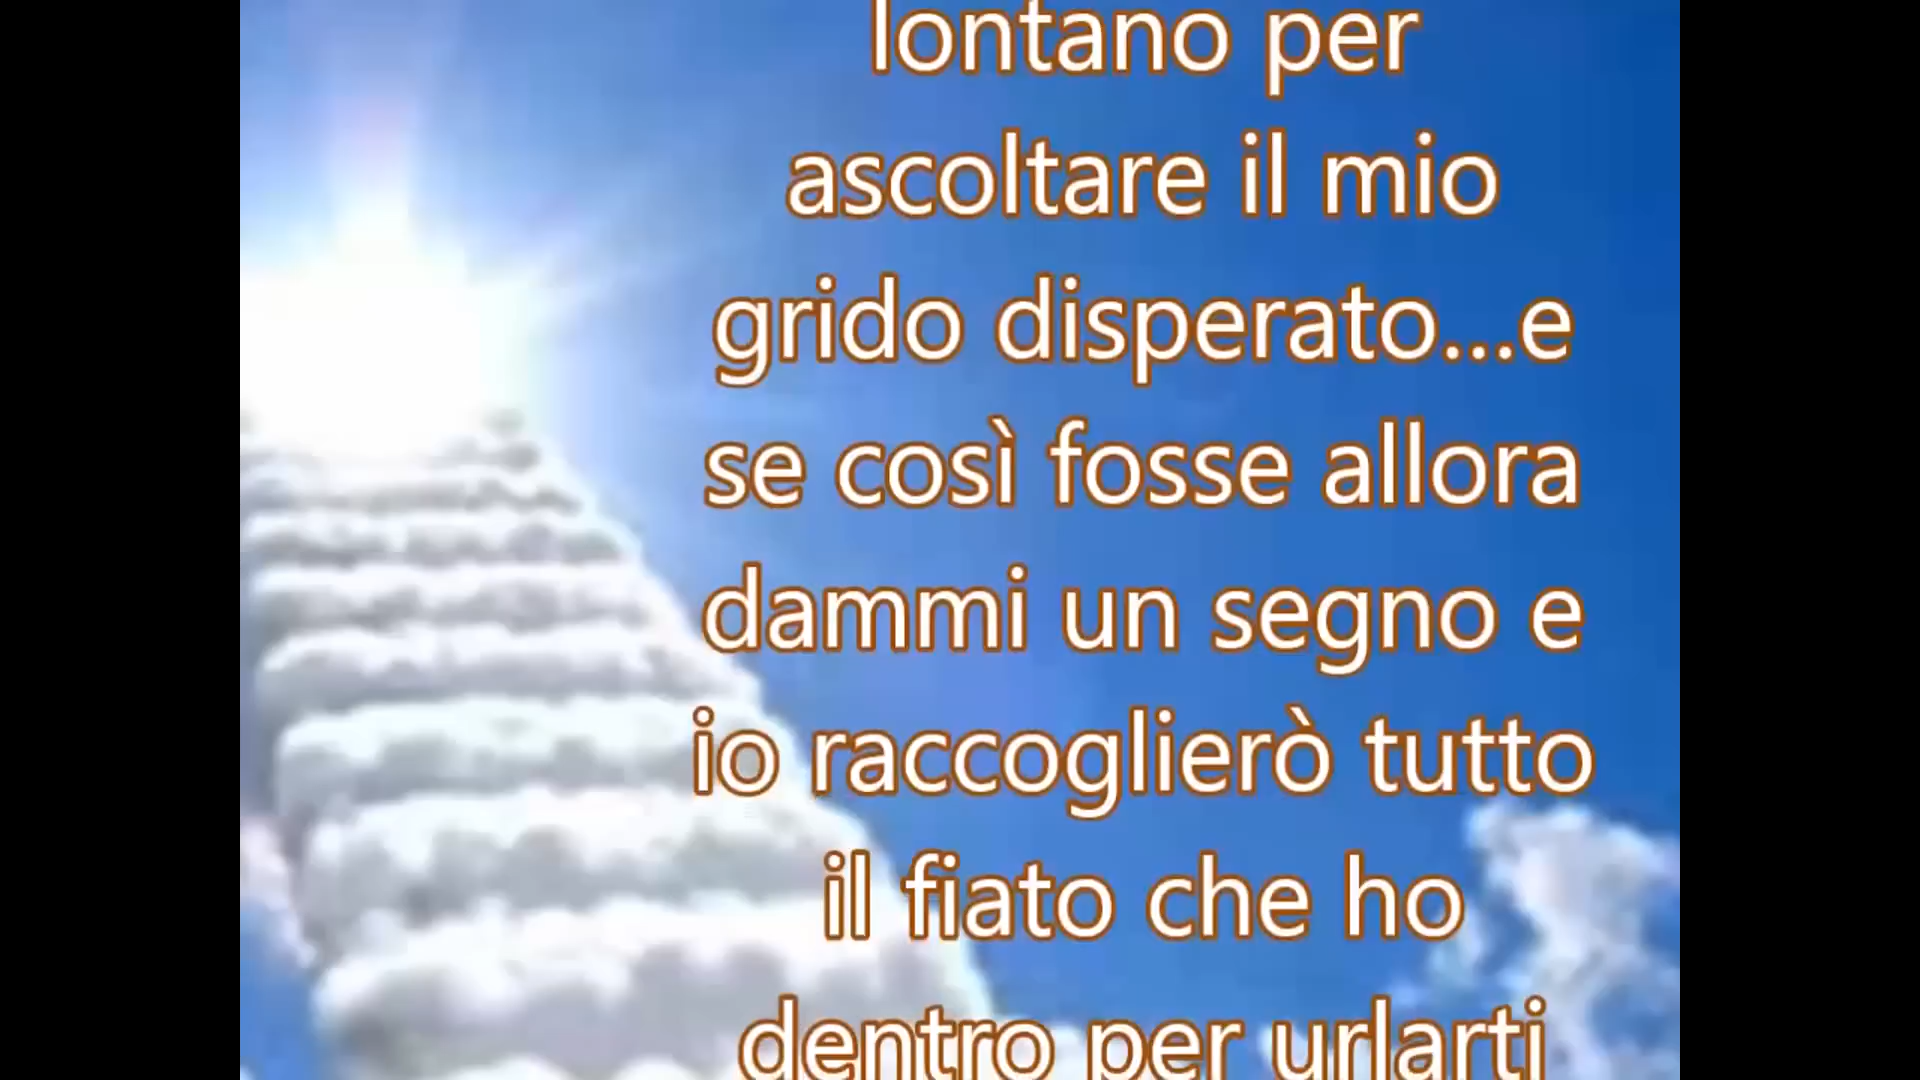 lontano per
ascoltare il mio
grido disperato...e
se così fosse allora
dammi un segno e
io raccoglierò tutto
il fiato che ho
dentro per urlarti